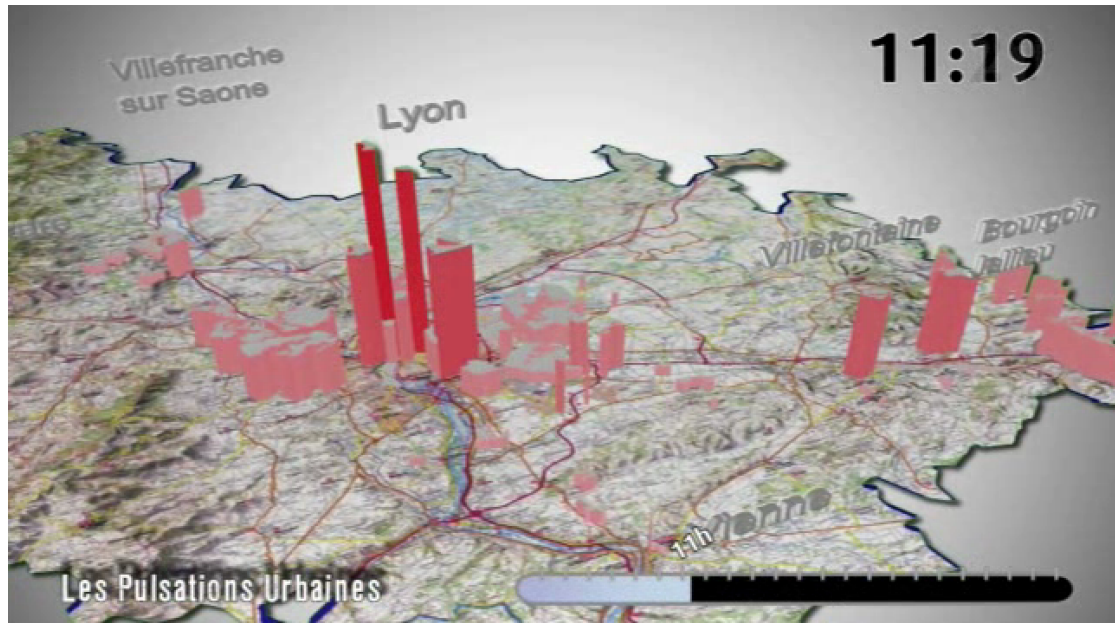 Villefranche
sur Saone
11:19
Lyon
Villefontaine
Bourgoin
Jallieu
Vienne
11h
Les Pulsations Urbaines